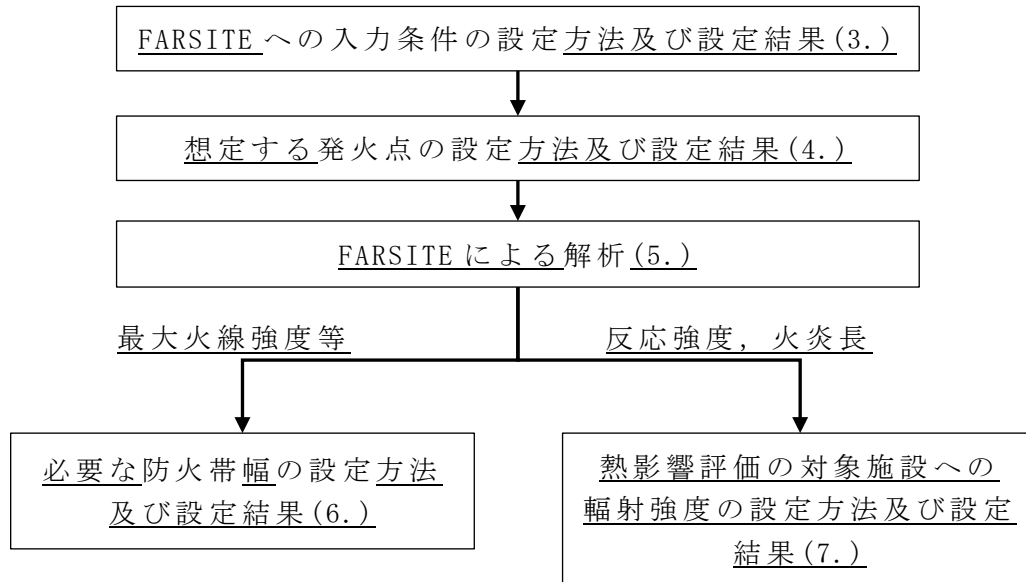 FARSITEへの入力条件の設定方法及び設定結果(3.)
想定する発火点の設定方法及び設定結果(4.)
FARSITEによる解析(5.)
最大火線強度等
反応強度，火炎長
必要な防火帯幅の設定方法
及び設定結果(6.)
熱影響評価の対象施設への
輻射強度の設定方法及び設定
結果(7.)